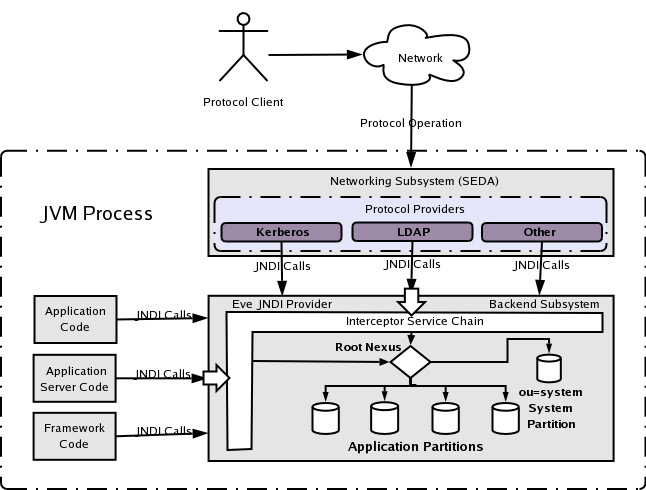 Protocol Client
Network
Protocol Operation
JVM Process
Networking Subsystem (SEDA)
Protocol Providers
Kerberos
LDAP
Other
JNDI Calls
JNDI Calls
JNDI Calls
Eve JNDI Provider
Backend Subsystem
Interceptor Service Chain
Application
Code
JNDI Calls
Root Nexus
Application
Server Code
JNDI Calls
ou=system
System
Partition
Framework
Code
JNDI Calls
Application Partitions